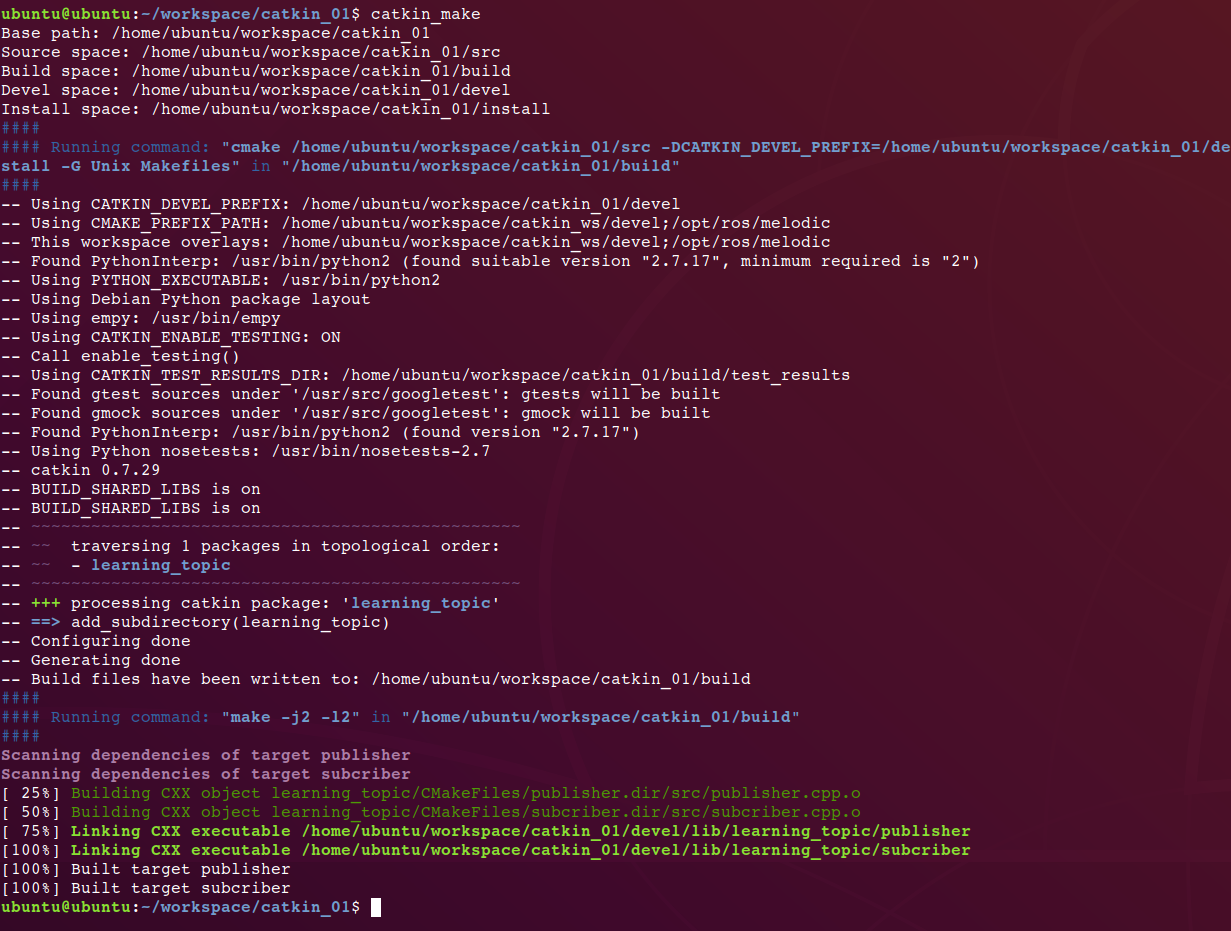 ubuntu@ubuntu:~/workspace/catkin_01$ catkin_make
Base path: /home/ubuntu/workspace/catkin_01
Source space: /home/ubuntu/workspace/catkin_01/src
Build space: /home/ubuntu/workspace/catkin_01/build
Devel space: /home/ubuntu/workspace/catkin_01/devel
Install space: /home/ubuntu/workspace/catkin_01/install
####
#### Running command: "cmake /home/ubuntu/workspace/catkin_01/src -DCATKIN_DEVEL_PREFIX=/home/ubuntu/workspace/catkin_01/de
stall -G Unix Makefiles" in "/home/ubuntu/workspace/catkin_01/build"
####
-- Using CATKIN_DEVEL_PREFIX: /home/ubuntu/workspace/catkin_01/devel
-- Using CMAKE_PREFIX_PATH: /home/ubuntu/workspace/catkin_ws/devel;/opt/ros/melodic
-- This workspace overlays: /home/ubuntu/workspace/catkin_ws/devel;/opt/ros/melodic
-- Found PythonInterp: /usr/bin/python2 (found suitable version "2.7.17", minimum required is "2")
-- Using PYTHON_EXECUTABLE: /usr/bin/python2
-- Using Debian Python package layout
-- Using empy: /usr/bin/empy
-- Using CATKIN_ENABLE_TESTING: ON
-- Call enable_testing()
-- Using CATKIN_TEST_RESULTS_DIR: /home/ubuntu/workspace/catkin_01/build/test_results
-- Found gtest sources under '/usr/src/googletest': gtests will be built
-- Found gmock sources under '/usr/src/googletest': gmock will be built
-- Found PythonInterp: /usr/bin/python2 (found version "2.7.17")
-- Using Python nosetests: /usr/bin/nosetests-2.7
-- catkin 0.7.29
-- BUILD_SHARED_LIBS is on
-- BUILD_SHARED_LIBS is on
-- ~~~~~~~~~~~~~~~~~~~~~~~~~~~~~~~~~~~~~~~~~~~~~~~~~
-- ~~  traversing 1 packages in topological order:
-- ~~  - learning_topic
-- ~~~~~~~~~~~~~~~~~~~~~~~~~~~~~~~~~~~~~~~~~~~~~~~~~
-- +++ processing catkin package: 'learning_topic'
-- ==> add_subdirectory(learning_topic)
-- Configuring done
-- Generating done
-- Build files have been written to: /home/ubuntu/workspace/catkin_01/build
####
#### Running command: "make -j2 -l2" in "/home/ubuntu/workspace/catkin_01/build"
####
Scanning dependencies of target publisher
Scanning dependencies of target subcriber
[ 25%] Building CXX object learning_topic/CMakeFiles/publisher.dir/src/publisher.cpp.o
[ 50%] Building CXX object learning_topic/CMakeFiles/subcriber.dir/src/subcriber.cpp.o
[ 75%] Linking CXX executable /home/ubuntu/workspace/catkin_01/devel/lib/learning_topic/publisher
[100%] Linking CXX executable /home/ubuntu/workspace/catkin_01/devel/lib/learning_topic/subcriber
[100%] Built target publisher
[100%] Built target subcriber
ubuntu@ubuntu:~/workspace/catkin_01$